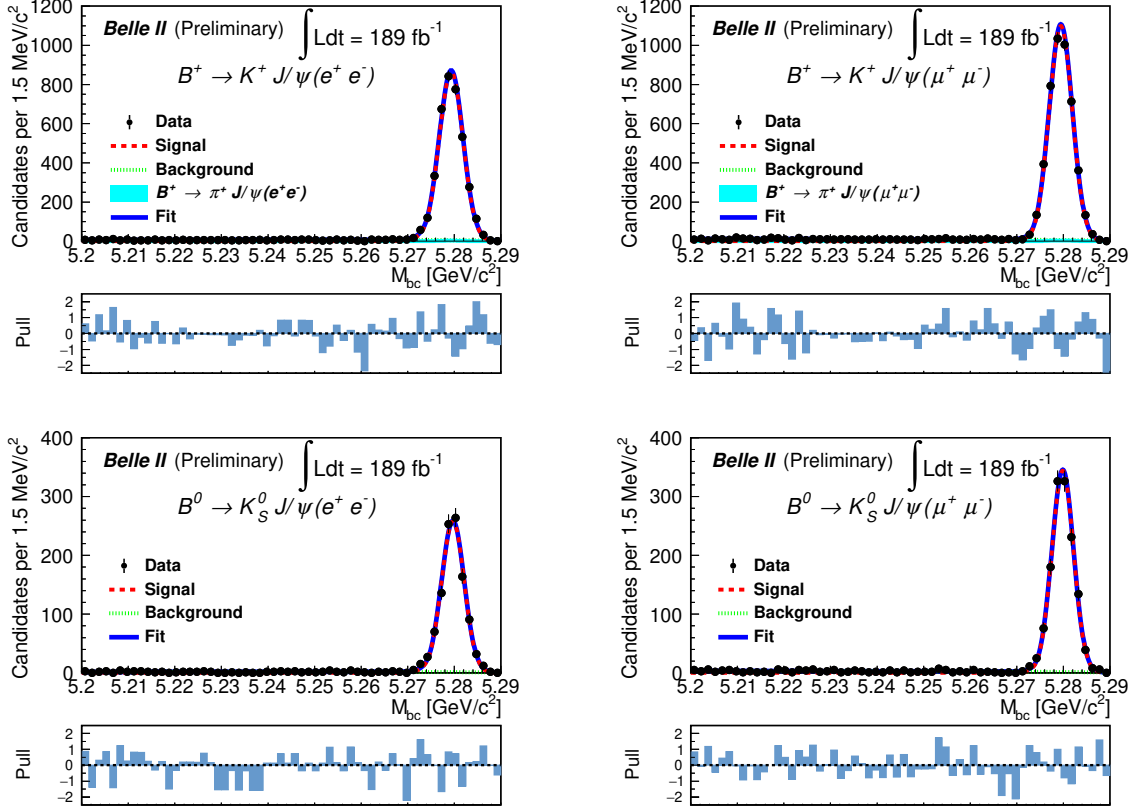 Belle II (Preliminary) ∫ Ldt = 189 fb⁻¹
B⁺ → K⁺ J/ψ(e⁺ e⁻)
Data
Signal
Background
B⁺ → π⁺ J/ψ(e⁺e⁻)
Fit
Candidates per 1.5 MeV/c²
1200
1000
800
600
400
200
0
5.2 5.21 5.22 5.23 5.24 5.25 5.26 5.27 5.28 5.29
M_bc [GeV/c²]
Pull
2
1
0
−1
−2
Belle II (Preliminary) ∫ Ldt = 189 fb⁻¹
B⁺ → K⁺ J/ψ(μ⁺ μ⁻)
Data
Signal
Background
B⁺ → π⁺ J/ψ(μ⁺μ⁻)
Fit
Candidates per 1.5 MeV/c²
1200
1000
800
600
400
200
0
5.2 5.21 5.22 5.23 5.24 5.25 5.26 5.27 5.28 5.29
M_bc [GeV/c²]
Pull
2
1
0
−1
−2
Belle II (Preliminary) ∫ Ldt = 189 fb⁻¹
B⁰ → K_S⁰ J/ψ(e⁺ e⁻)
Data
Signal
Background
Fit
Candidates per 1.5 MeV/c²
400
300
200
100
0
5.2 5.21 5.22 5.23 5.24 5.25 5.26 5.27 5.28 5.29
M_bc [GeV/c²]
Pull
2
1
0
−1
−2
Belle II (Preliminary) ∫ Ldt = 189 fb⁻¹
B⁰ → K_S⁰ J/ψ(μ⁺ μ⁻)
Data
Signal
Background
Fit
Candidates per 1.5 MeV/c²
400
300
200
100
0
5.2 5.21 5.22 5.23 5.24 5.25 5.26 5.27 5.28 5.29
M_bc [GeV/c²]
Pull
2
1
0
−1
−2